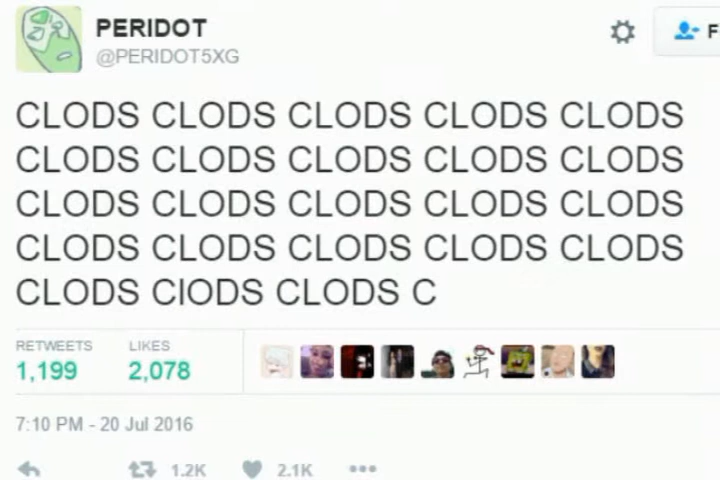 PERIDOT
@PERIDOT5XG
F
CLODS CLODS CLODS CLODS CLODS
CLODS CLODS CLODS CLODS CLODS
CLODS CLODS CLODS CLODS CLODS
CLODS CLODS CLODS CLODS CLODS
CLODS ClODS CLODS C
RETWEETS LIKES
1,199 2,078
7:10 PM - 20 Jul 2016
1.2K 2.1K